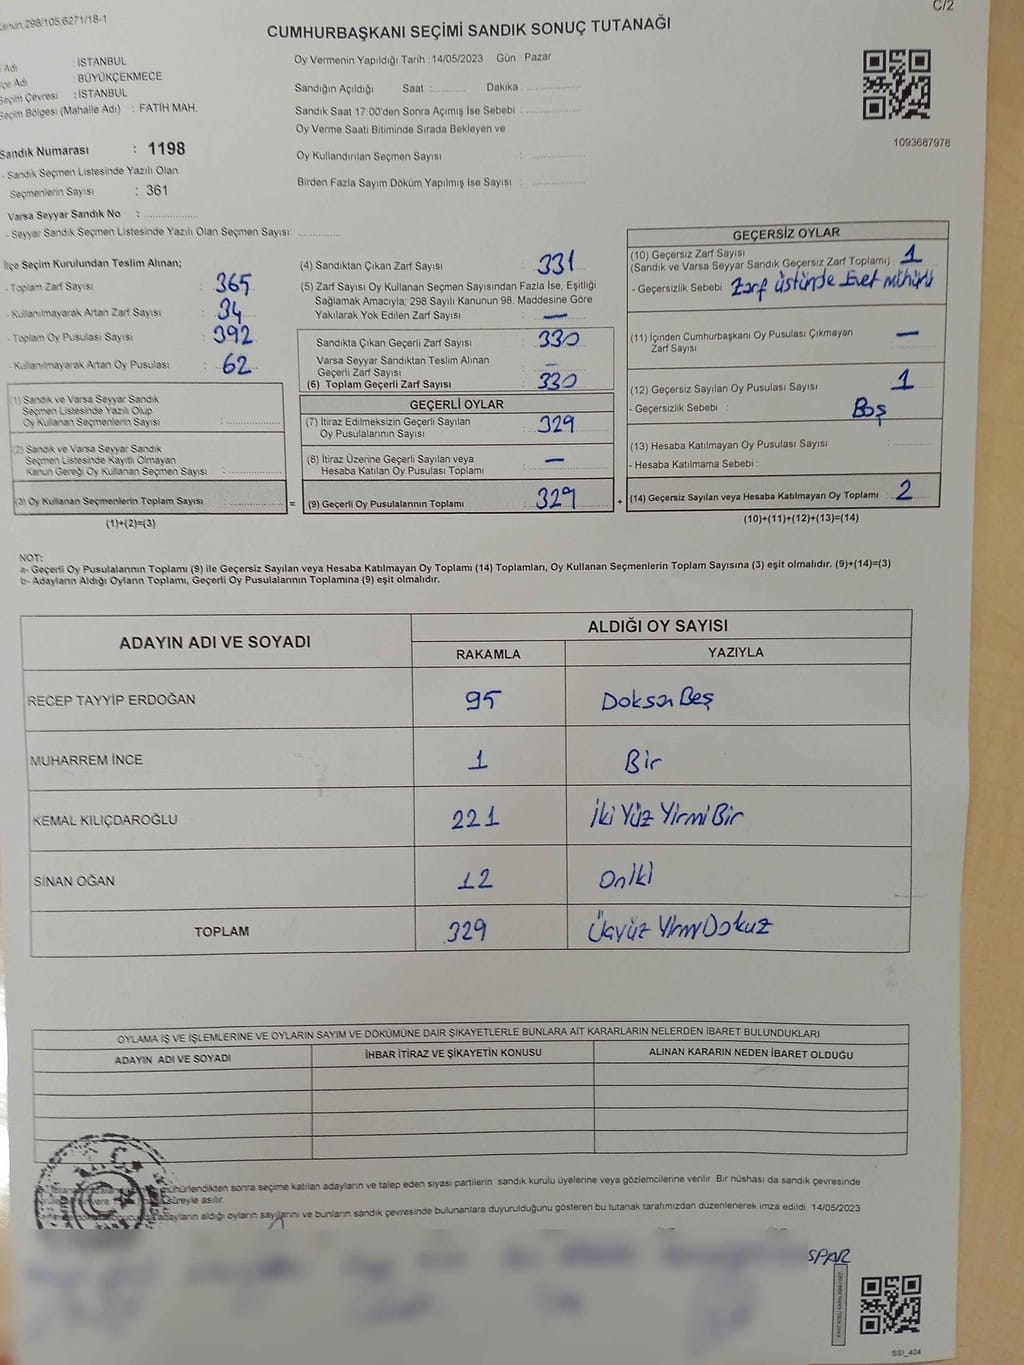 298/105;6271/18-1
C/2
CUMHURBAŞKANI SEÇİMİ SANDIK SONUÇ TUTANAĞI
Adı : İSTANBUL
Adı : BÜYÜKÇEKMECE
Seçim Çevresi : İSTANBUL
Seçim Bölgesi (Mahalle Adı) : FATİH MAH.
Sandık Numarası : 1198
- Sandık Seçmen Listesinde Yazılı Olan
Seçmenlerin Sayısı : 361
Varsa Seyyar Sandık No : ..................
- Seyyar Sandık Seçmen Listesinde Yazılı Olan Seçmen Sayısı: ..............
Oy Vermenin Yapıldığı Tarih : 14/05/2023 Gün : Pazar
Sandığın Açıldığı Saat :........... Dakika ..................
Sandık Saat 17:00'den Sonra Açımış İse Sebebi : ..................
Oy Verme Saati Bitiminde Sırada Bekleyen ve
Oy Kullandırılan Seçmen Sayısı : ..................
Birden Fazla Sayım Döküm Yapılmış İse Sayısı : ..................
1093687978
İlçe Seçim Kurulundan Teslim Alınan;
- Toplam Zarf Sayısı : 365
- Kullanılmayarak Artan Zarf Sayısı : 34
- Toplam Oy Pusulası Sayısı : 392
- Kullanılmayarak Artan Oy Pusulası : 62
(1) Sandık ve Varsa Seyyar Sandık
Seçmen Listesinde Yazılı Olup
Oy Kullanan Seçmenlerin Sayısı : ..................
(2) Sandık ve Varsa Seyyar Sandık
Seçmen Listesinde Kayıtlı Olmayan
Kanun Gereği Oy Kullanan Seçmen Sayısı : ..................
(3) Oy Kullanan Seçmenlerin Toplam Sayısı : .................. =
(1)+(2)=(3)
(4) Sandıktan Çıkan Zarf Sayısı : 331
(5) Zarf Sayısı Oy Kullanan Seçmen Sayısından Fazla İse, Eşitliği
Sağlamak Amacıyla; 298 Sayılı Kanunun 98. Maddesine Göre
Yakılarak Yok Edilen Zarf Sayısı : —
Sandıkta Çıkan Geçerli Zarf Sayısı : 330
Varsa Seyyar Sandıktan Teslim Alınan
Geçerli Zarf Sayısı : —
(6) Toplam Geçerli Zarf Sayısı : 330
GEÇERLİ OYLAR
(7) İtiraz Edilmeksizin Geçerli Sayılan
Oy Pusulalarının Sayısı : 329
(8) İtiraz Üzerine Geçerli Sayılan veya
Hesaba Katılan Oy Pusulası Toplamı : —
(9) Geçerli Oy Pusulalarının Toplamı : 329 +
GEÇERSİZ OYLAR
(10) Geçersiz Zarf Sayısı
(Sandık ve Varsa Seyyar Sandık Geçersiz Zarf Toplamı) : 1
- Geçersizlik Sebebi : Zarf üstünde Evet mührü
(11) İçinden Cumhurbaşkanı Oy Pusulası Çıkmayan
Zarf Sayısı : —
(12) Geçersiz Sayılan Oy Pusulası Sayısı : 1
- Geçersizlik Sebebi : Boş
(13) Hesaba Katılmayan Oy Pusulası Sayısı : ..................
- Hesaba Katılmama Sebebi :
(14) Geçersiz Sayılan veya Hesaba Katılmayan Oy Toplamı : 2
(10)+(11)+(12)+(13)=(14)
NOT:
a- Geçerli Oy Pusulalarının Toplamı (9) ile Geçersiz Sayılan veya Hesaba Katılmayan Oy Toplamı (14) Toplamları, Oy Kullanan Seçmenlerin Toplam Sayısına (3) eşit olmalıdır. (9)+(14)=(3)
b- Adayların Aldığı Oyların Toplamı, Geçerli Oy Pusulalarının Toplamına (9) eşit olmalıdır.
ADAYIN ADI VE SOYADI
ALDIĞI OY SAYISI
RAKAMLA YAZIYLA
RECEP TAYYİP ERDOĞAN 95 Doksan Beş
MUHARREM İNCE 1 Bir
KEMAL KILIÇDAROĞLU 221 İki Yüz Yirmi Bir
SİNAN OĞAN 12 Oniki
TOPLAM 329 Üçyüz Yirmi Dokuz
OYLAMA İŞ VE İŞLEMLERİNE VE OYLARIN SAYIM VE DÖKÜMÜNE DAİR ŞİKAYETLERLE BUNLARA AİT KARARLARIN NELERDEN İBARET BULUNDUKLARI
ADAYIN ADI VE SOYADI İHBAR İTİRAZ VE ŞİKAYETİN KONUSU ALINAN KARARIN NEDEN İBARET OLDUĞU
mühürlendikten sonra seçime katılan adayların ve talep eden siyasi partilerin sandık kurulu üyelerine veya gözlemcilerine verilir. Bir nüshası da sandık çevresinde
süreyle asılır.
adayların aldığı oyların sayılarını ve bunların sandık çevresinde bulunanlara duyurulduğunu gösteren bu tutanak tarafımızdan düzenlenerek imza edildi. 14/05/2023
SPAR
SSI_404